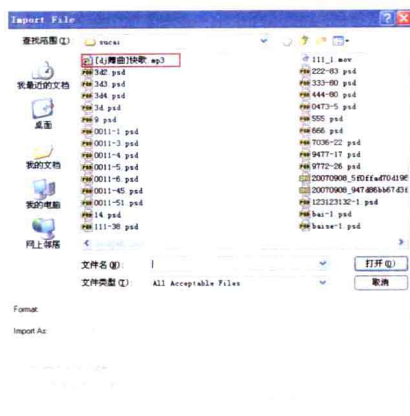 Import File
查找范围(I):
sucai
我最近的文档
桌面
我的文档
我的电脑
网上邻居
[dj舞曲]快歌.mp3
3d2.psd
3d3.psd
3d4.psd
3d.psd
9.psd
0011-1.psd
0011-3.psd
0011-4.psd
0011-5.psd
0011-6.psd
0011-45.psd
0011-51.psd
14.psd
111-38.psd
111_1.mov
222-83.psd
333-80.psd
444-80.psd
0473-5.psd
555.psd
666.psd
7036-22.psd
9477-17.psd
9772-26.psd
20070908_5f0ffad70d196
20070908_947d86bb67d3f
123123132-1.psd
bai-1.psd
baise-1.psd
文件名(N):
打开(O)
文件类型(T):
All Acceptable Files
取消
Format:
Import As: